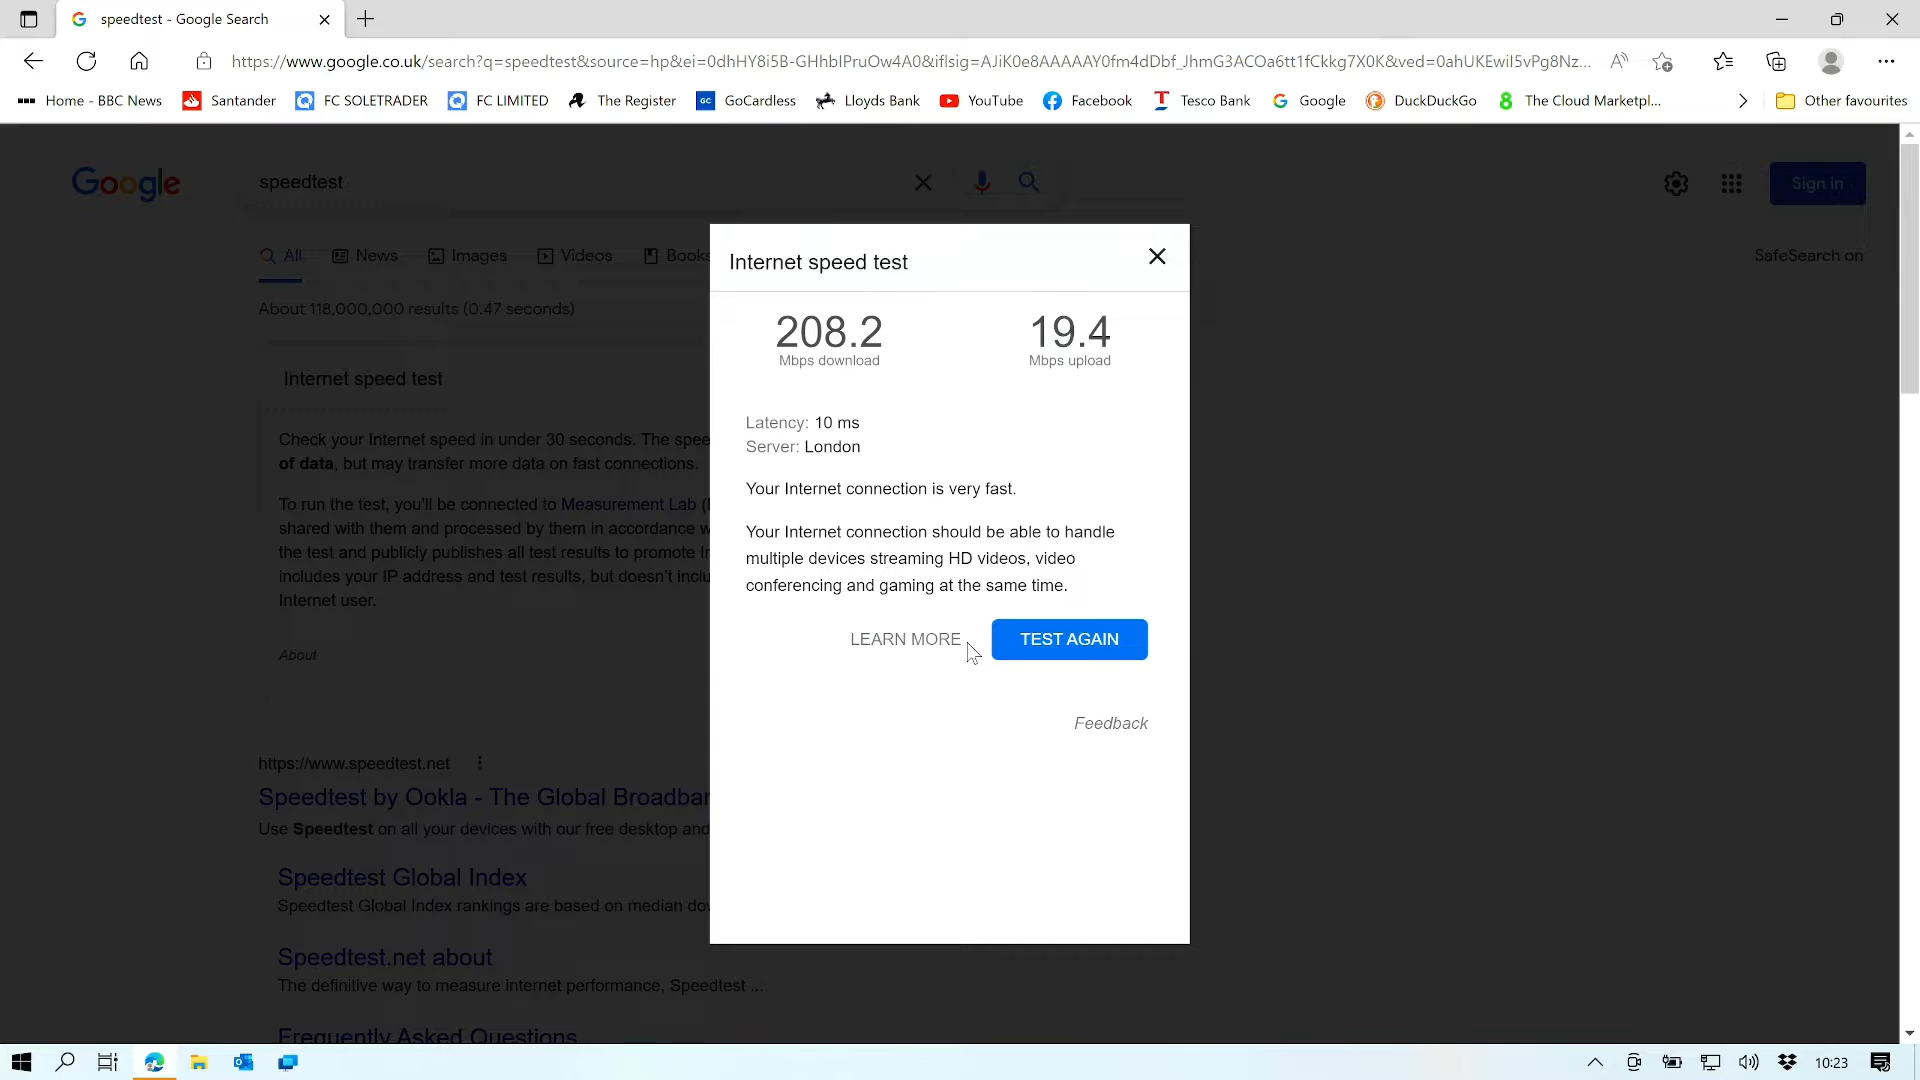 speedtest - Google Search
https://www.google.co.uk/search?q=speedtest&source=hp&ei=0dhHY8i5B-GHhbIPruOw4A0&iflsig=AJiK0e8AAAAAY0fm4dDbf_JhmG3ACOa6tt1fCkkg7X0K&ved=0ahUKEwiI5vPg8Nz...
Home - BBC News
Santander
FC SOLETRADER
FC LIMITED
The Register
GC
GoCardless
Lloyds Bank
YouTube
Facebook
Tesco Bank
Google
DuckDuckGo
The Cloud Marketpl...
Other favourites
Google
speedtest
Sign in
All
News
Images
Videos
Books
SafeSearch on
About 118,000,000 results (0.47 seconds)
Internet speed test
Check your Internet speed in under 30 seconds. The spee
of data, but may transfer more data on fast connections.
To run the test, you'll be connected to Measurement Lab (
shared with them and processed by them in accordance w
the test and publicly publishes all test results to promote In
includes your IP address and test results, but doesn't inclu
Internet user.
About
Internet speed test
208.2
Mbps download
19.4
Mbps upload
Latency: 10 ms
Server: London
Your Internet connection is very fast.
Your Internet connection should be able to handle
multiple devices streaming HD videos, video
conferencing and gaming at the same time.
LEARN MORE
TEST AGAIN
Feedback
https://www.speedtest.net
Speedtest by Ookla - The Global Broadban
Use Speedtest on all your devices with our free desktop and
Speedtest Global Index
Speedtest Global Index rankings are based on median dow
Speedtest.net about
The definitive way to measure internet performance, Speedtest ...
Frequently Asked Questions
10:23